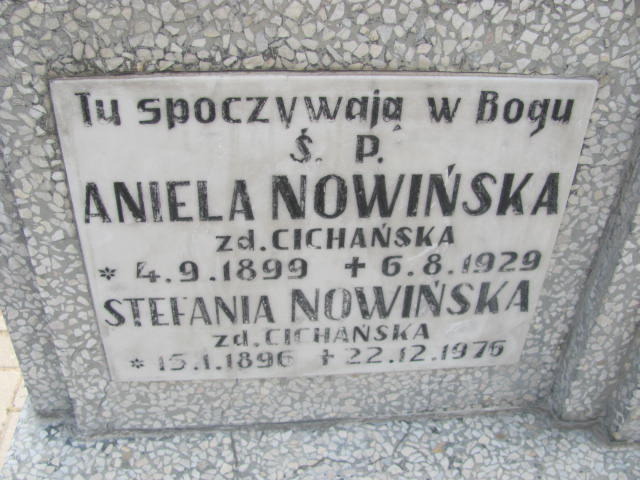 Tu spoczywają w Bogu
Ś. P.
ANIELA NOWIŃSKA
zd. CICHAŃSKA
* 4.9.1899 + 6.8.1929
STEFANIA NOWIŃSKA
zd. CICHAŃSKA
* 15.1.1896 + 22.12.1976